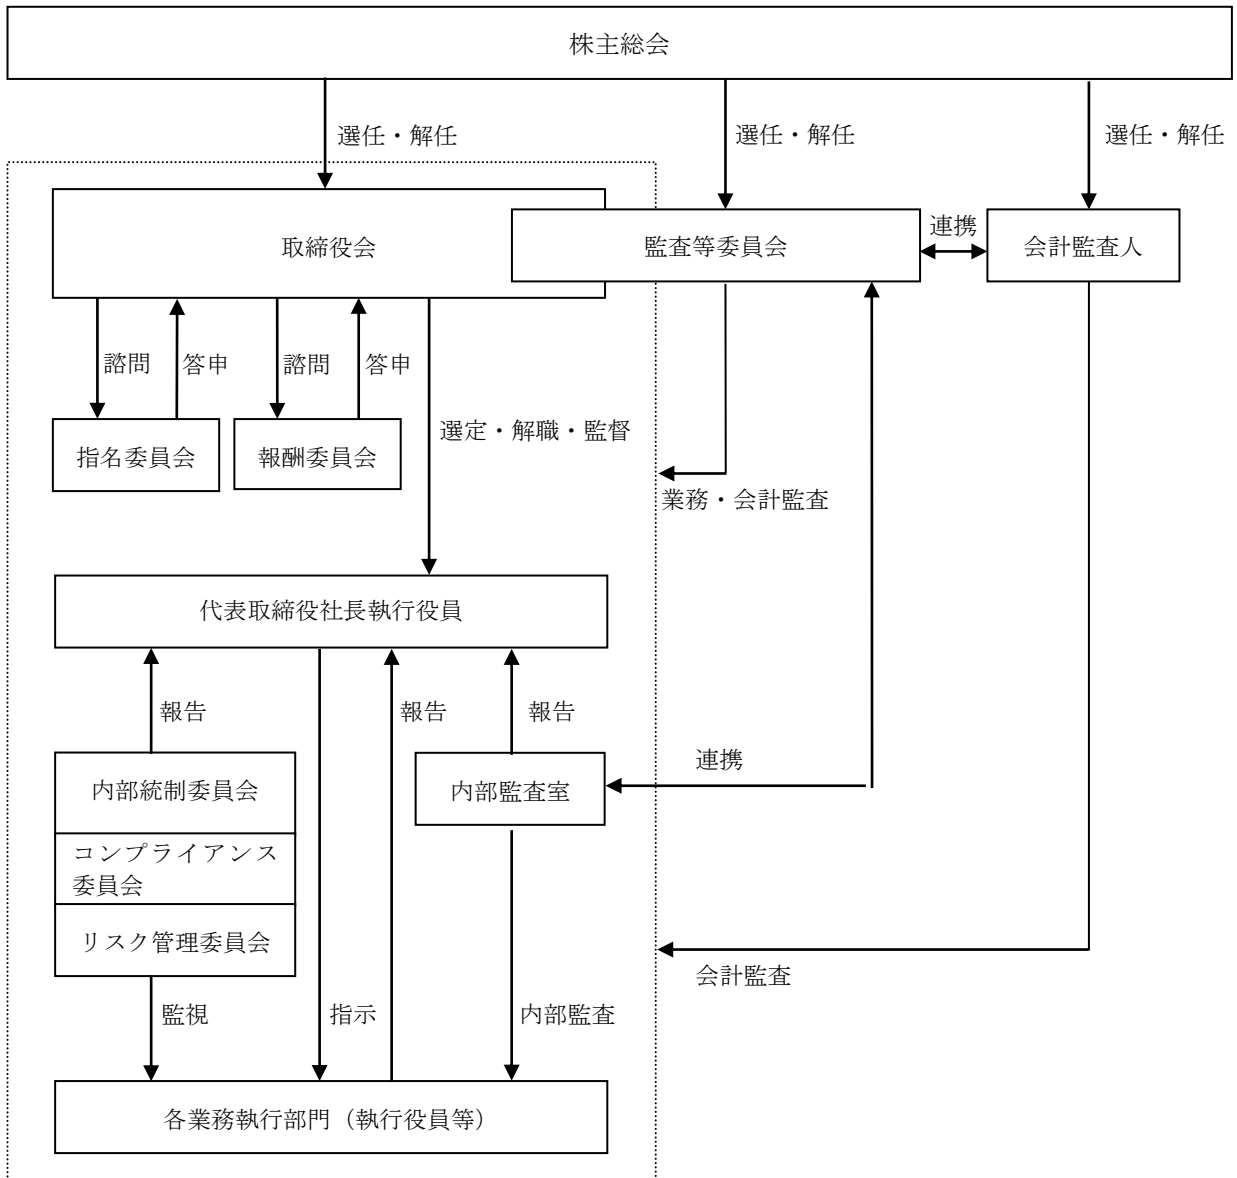 株主総会
選任・解任
選任・解任
選任・解任
取締役会
監査等委員会
連携
会計監査人
諮問
答申
諮問
答申
選定・解職・監督
指名委員会
報酬委員会
業務・会計監査
代表取締役社長執行役員
報告
報告
報告
連携
内部統制委員会
内部監査室
コンプライアンス
委員会
リスク管理委員会
会計監査
監視
指示
内部監査
各業務執行部門（執行役員等）